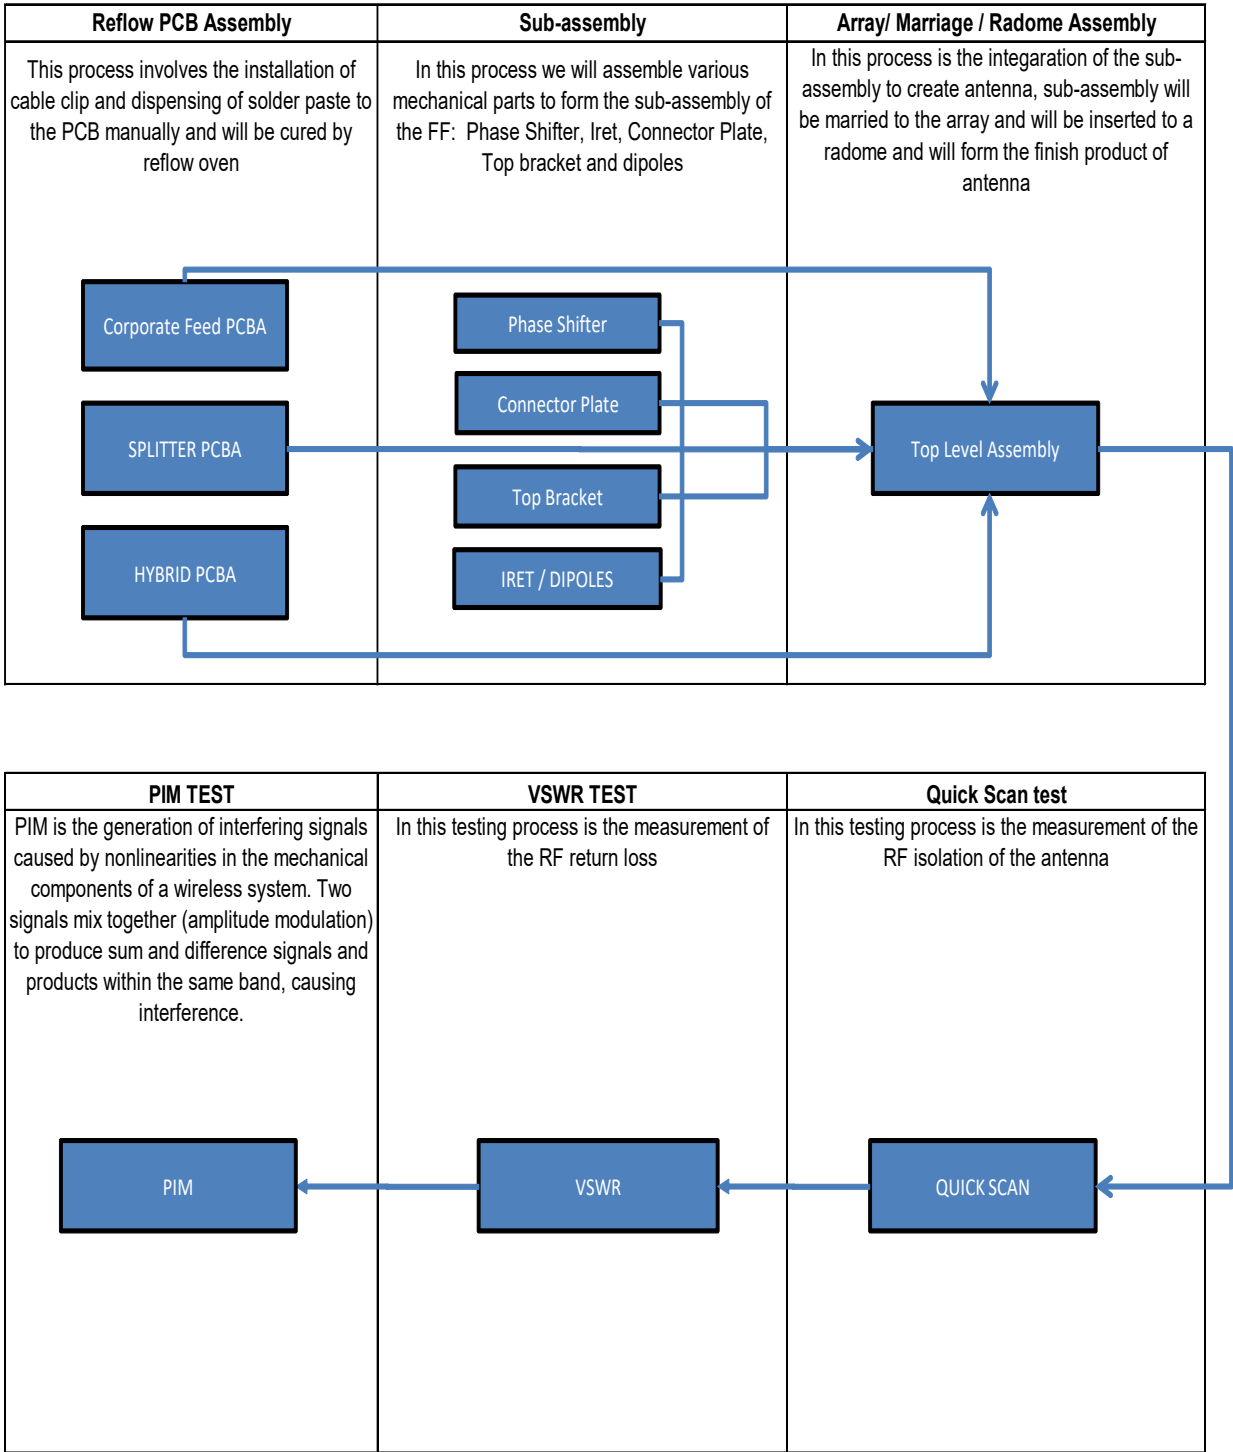 Reflow PCB Assembly
This process involves the installation of
cable clip and dispensing of solder paste to
the PCB manually and will be cured by
reflow oven
Sub-assembly
In this process we will assemble various
mechanical parts to form the sub-assembly of
the FF:  Phase Shifter, Iret, Connector Plate,
Top bracket and dipoles
Array/ Marriage / Radome Assembly
In this process is the integaration of the sub-
assembly to create antenna, sub-assembly will
be married to the array and will be inserted to a
radome and will form the finish product of
antenna
Corporate Feed PCBA
SPLITTER PCBA
HYBRID PCBA
Phase Shifter
Connector Plate
Top Bracket
IRET / DIPOLES
Top Level Assembly
PIM TEST
PIM is the generation of interfering signals
caused by nonlinearities in the mechanical
components of a wireless system. Two
signals mix together (amplitude modulation)
to produce sum and difference signals and
products within the same band, causing
interference.
VSWR TEST
In this testing process is the measurement of
the RF return loss
Quick Scan test
In this testing process is the measurement of the
RF isolation of the antenna
PIM
VSWR
QUICK SCAN